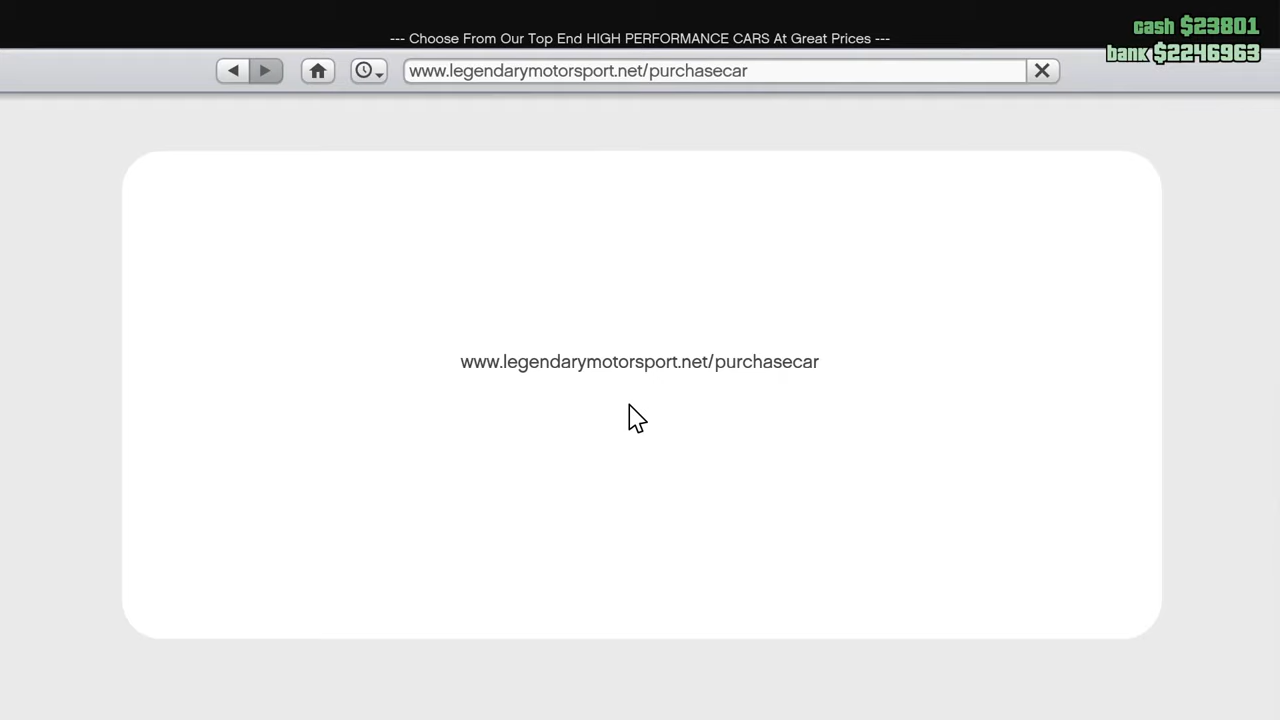 cash $23801
--- Choose From Our Top End HIGH PERFORMANCE CARS At Great Prices ---
bank $2246963
www.legendarymotorsport.net/purchasecar
www.legendarymotorsport.net/purchasecar